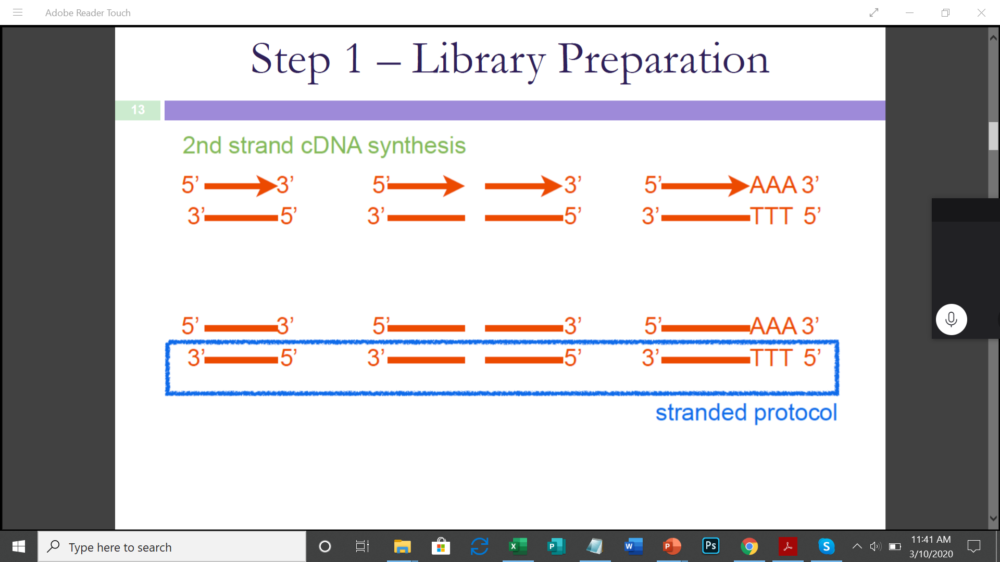 Adobe Reader Touch
Step 1 – Library Preparation
13
2nd strand cDNA synthesis
5’ 3’ 5’ 3’ 5’ AAA 3’
3’ 5’ 3’ 5’ 3’ TTT 5’
5’ 3’ 5’ 3’ 5’ AAA 3’
3’ 5’ 3’ 5’ 3’ TTT 5’
stranded protocol
Type here to search
X
P
W
P
Ps
S
11:41 AM
3/10/2020